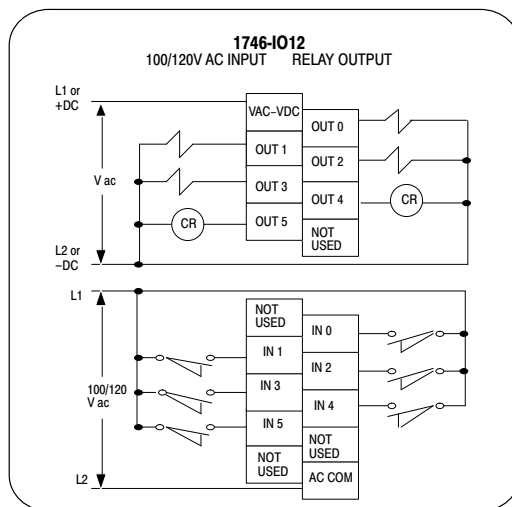 1746-IO12
100/120V AC INPUT RELAY OUTPUT
L1 or
+DC
VAC–VDC
OUT 0
OUT 1
OUT 2
V ac
OUT 3
OUT 4
CR
OUT 5
CR
NOT
USED
L2 or
–DC
L1
NOT
USED
IN 0
IN 1
IN 2
100/120
V ac
IN 3
IN 4
IN 5
NOT
USED
NOT
USED
AC COM
L2